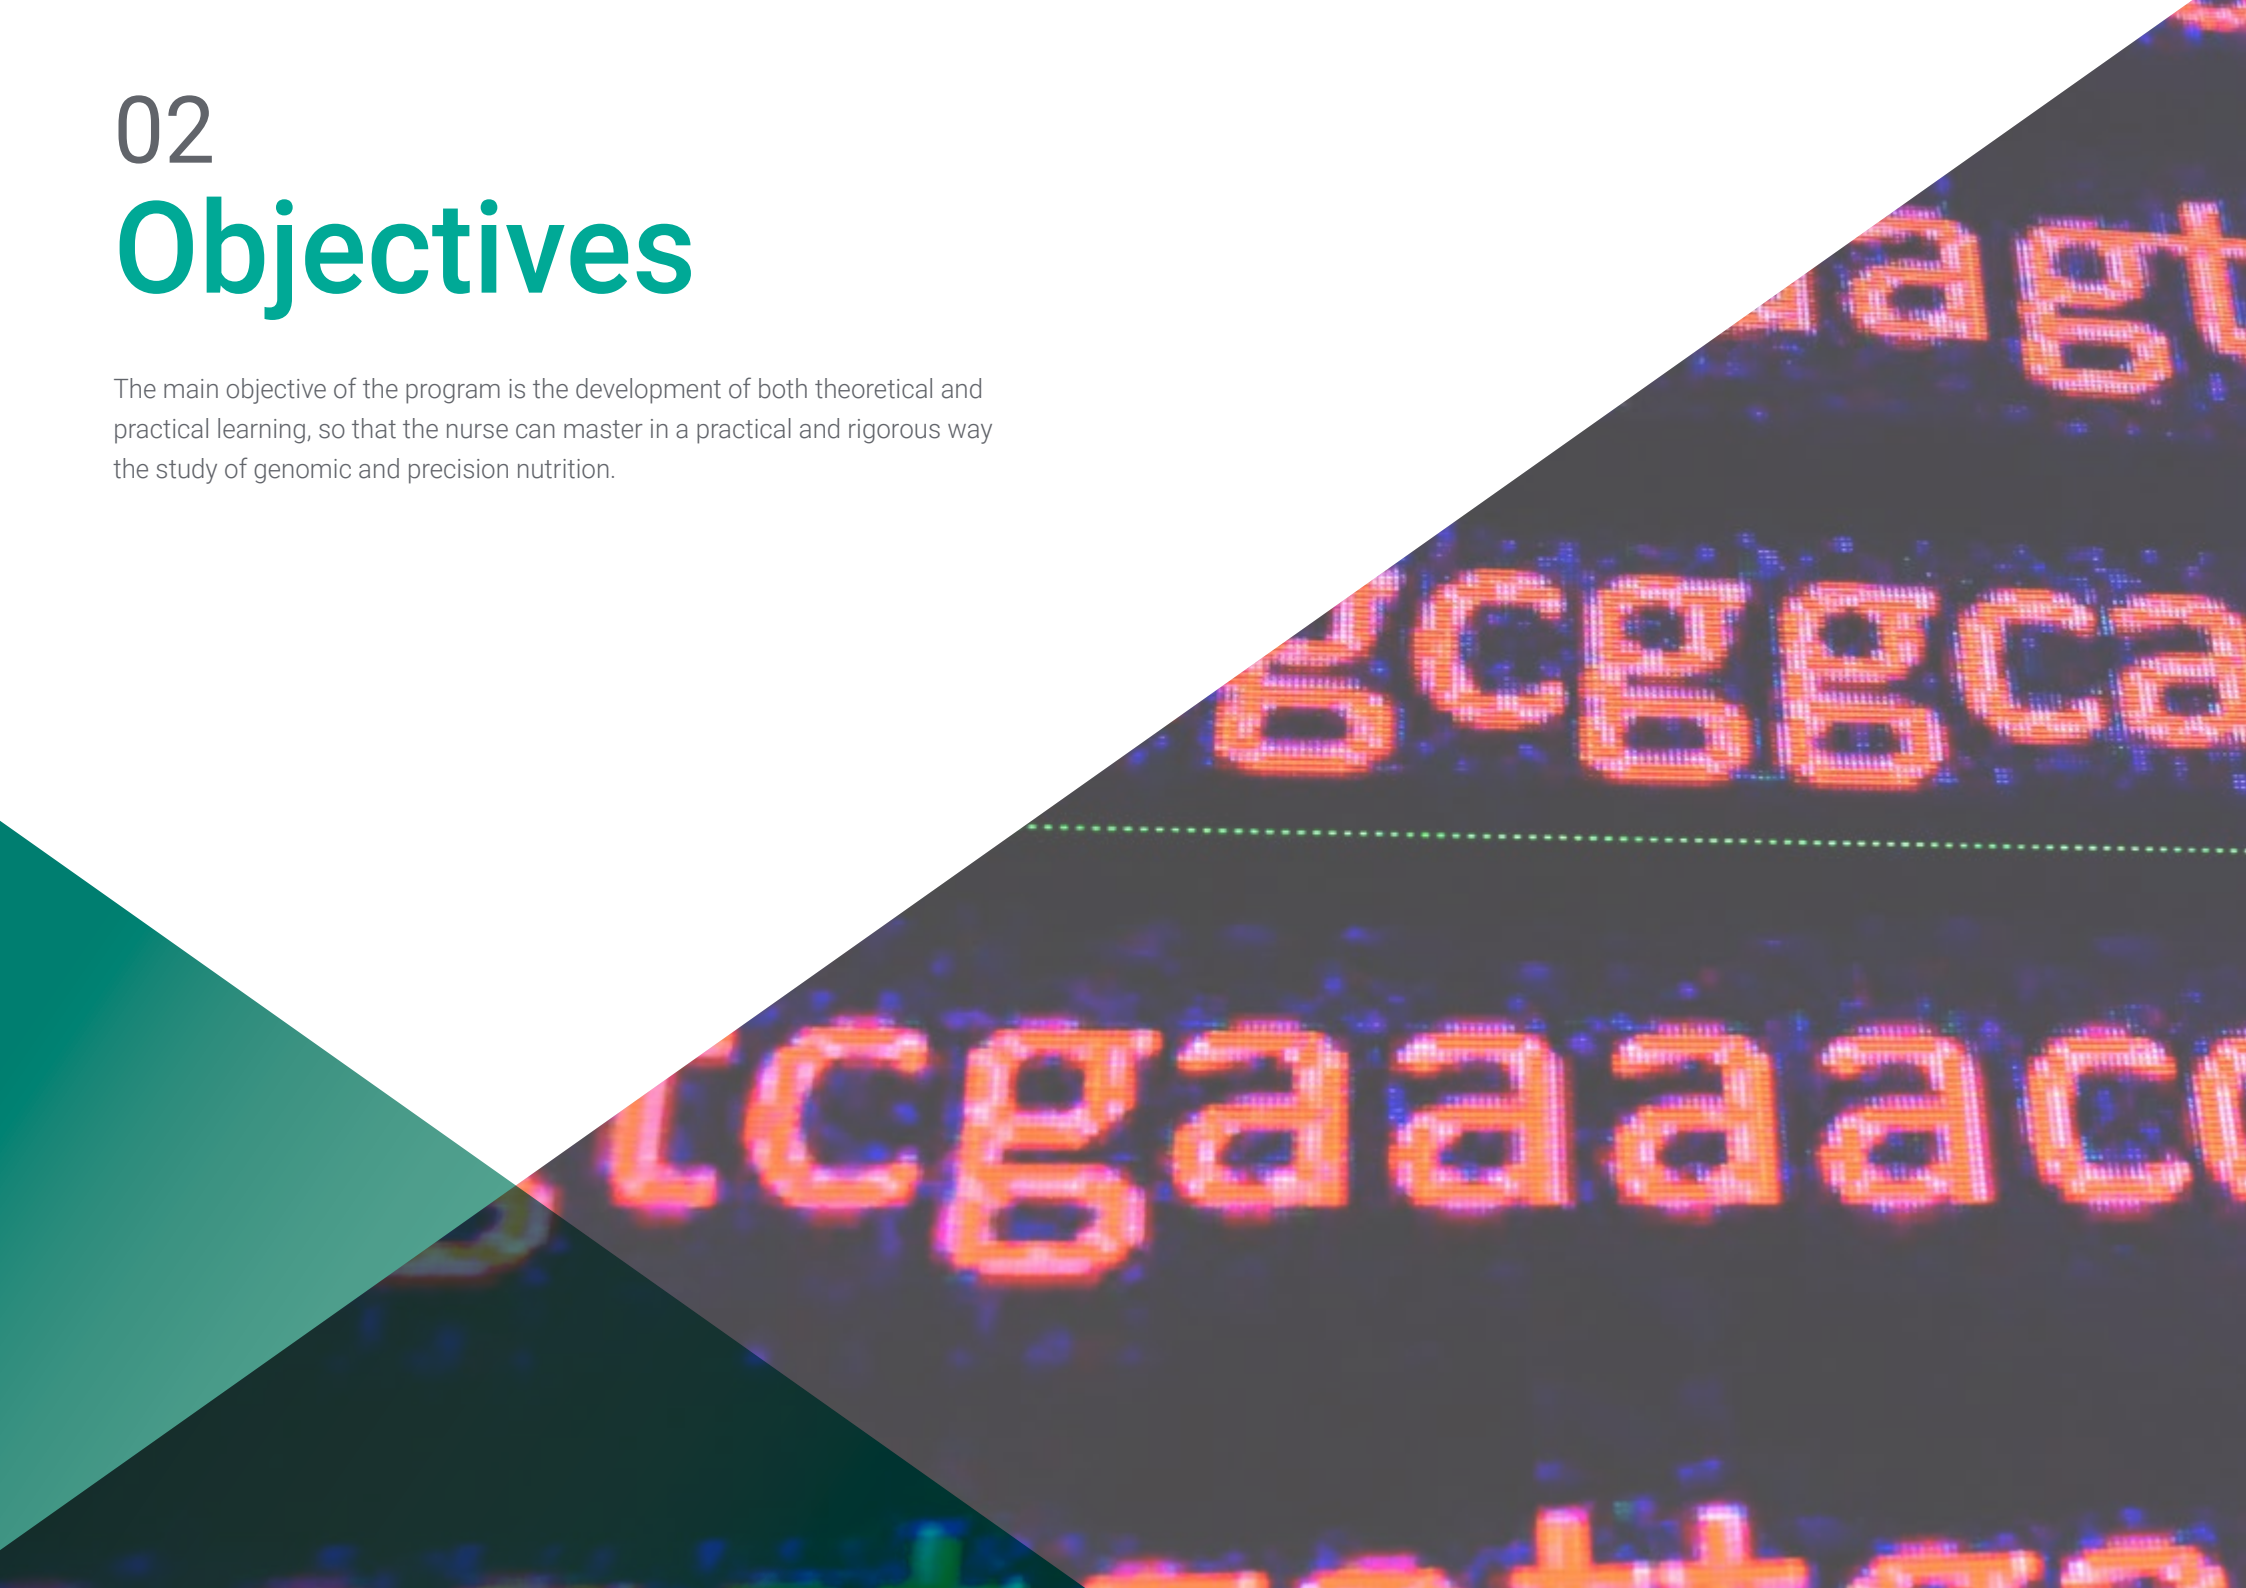 02
Objectives
The main objective of the program is the development of both theoretical and
practical learning, so that the nurse can master in a practical and rigorous way
the study of genomic and precision nutrition.
agt
gcggca
tcgaaaac